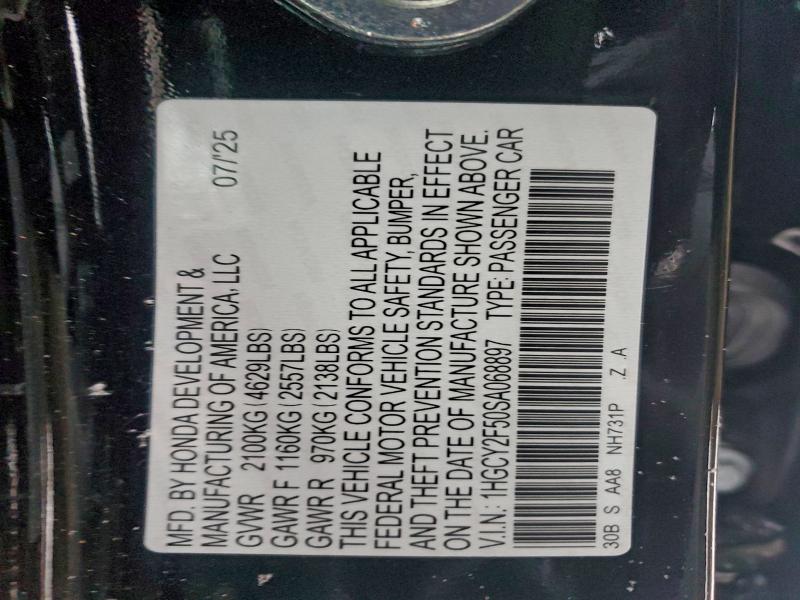 MFD. BY HONDA DEVELOPMENT &
MANUFACTURING OF AMERICA, LLC 07/'25
GVWR 2100KG (4629LBS)
GAWR F 1160KG (2557LBS)
GAWR R 970KG (2138LBS)
THIS VEHICLE CONFORMS TO ALL APPLICABLE
FEDERAL MOTOR VEHICLE SAFETY, BUMPER,
AND THEFT PREVENTION STANDARDS IN EFFECT
ON THE DATE OF MANUFACTURE SHOWN ABOVE.
V.I.N.: 1HGCY2F50SA068897 TYPE: PASSENGER CAR
30B S AA8 NH731P .Z .A